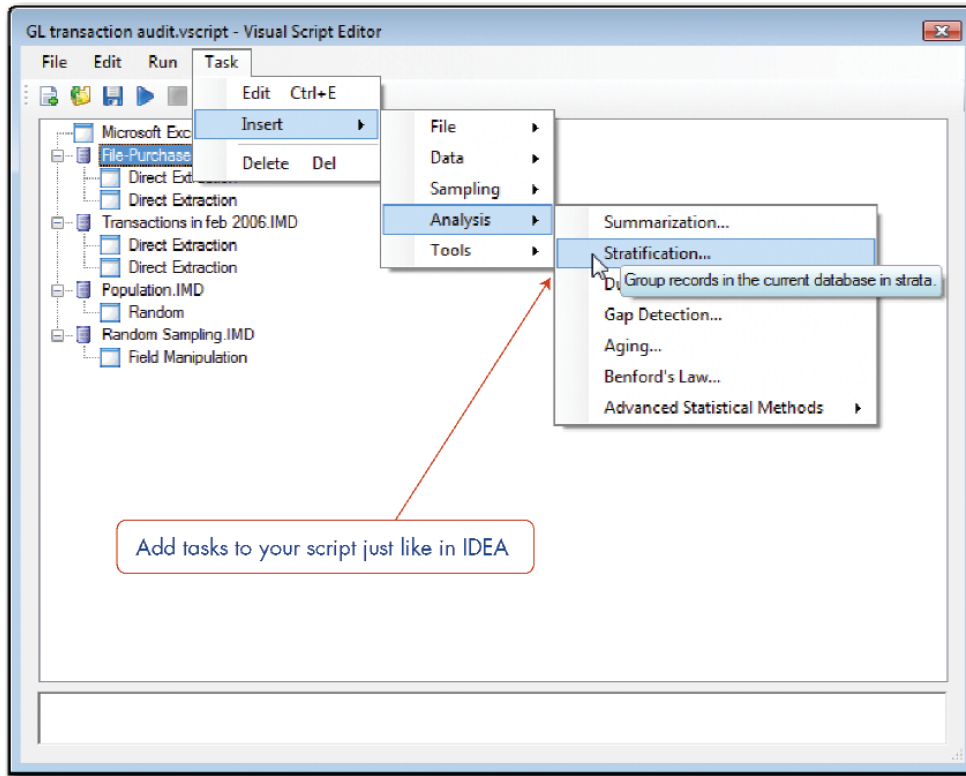 GL transaction audit.vscript - Visual Script Editor
File Edit Run Task
Edit Ctrl+E
Insert
Delete Del
File
Data
Sampling
Analysis
Tools
Summarization...
Stratification...
Group records in the current database in strata.
Gap Detection...
Aging...
Benford's Law...
Advanced Statistical Methods
Microsoft
File-Purchase
Direct
Direct Extraction
Transactions in feb 2006.IMD
Direct Extraction
Direct Extraction
Population.IMD
Random
Random Sampling.IMD
Field Manipulation
Add tasks to your script just like in IDEA